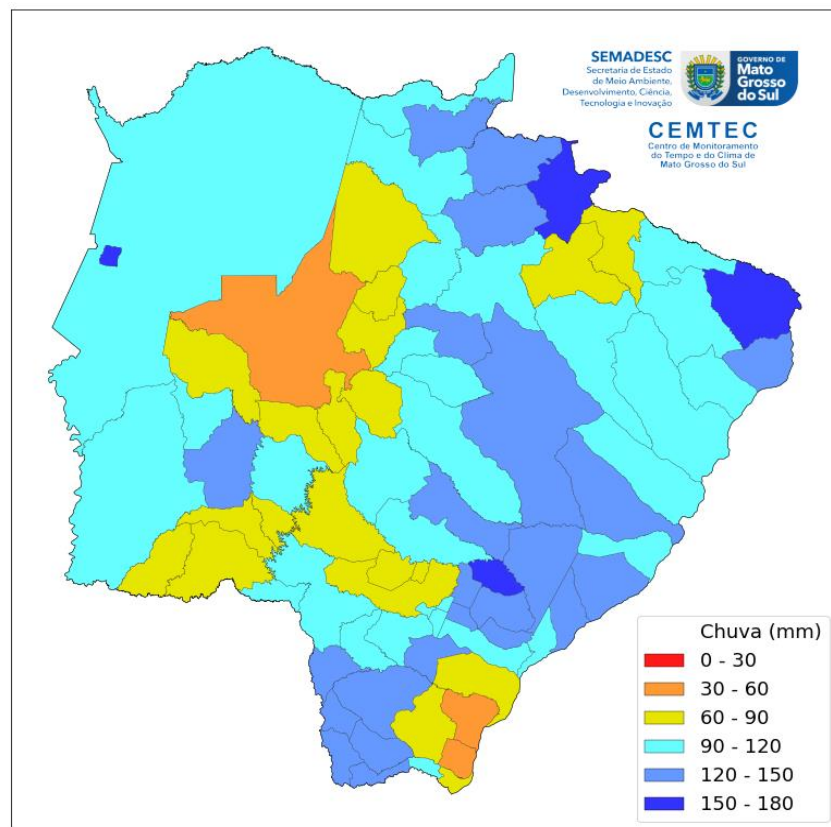 SEMADESC
Secretaria de Estado
de Meio Ambiente,
Desenvolvimento, Ciência,
Tecnologia e Inovação
GOVERNO DE
Mato
Grosso
do Sul
CEMTEC
Centro de Monitoramento
do Tempo e do Clima de
Mato Grosso do Sul
Chuva (mm)
0 - 30
30 - 60
60 - 90
90 - 120
120 - 150
150 - 180